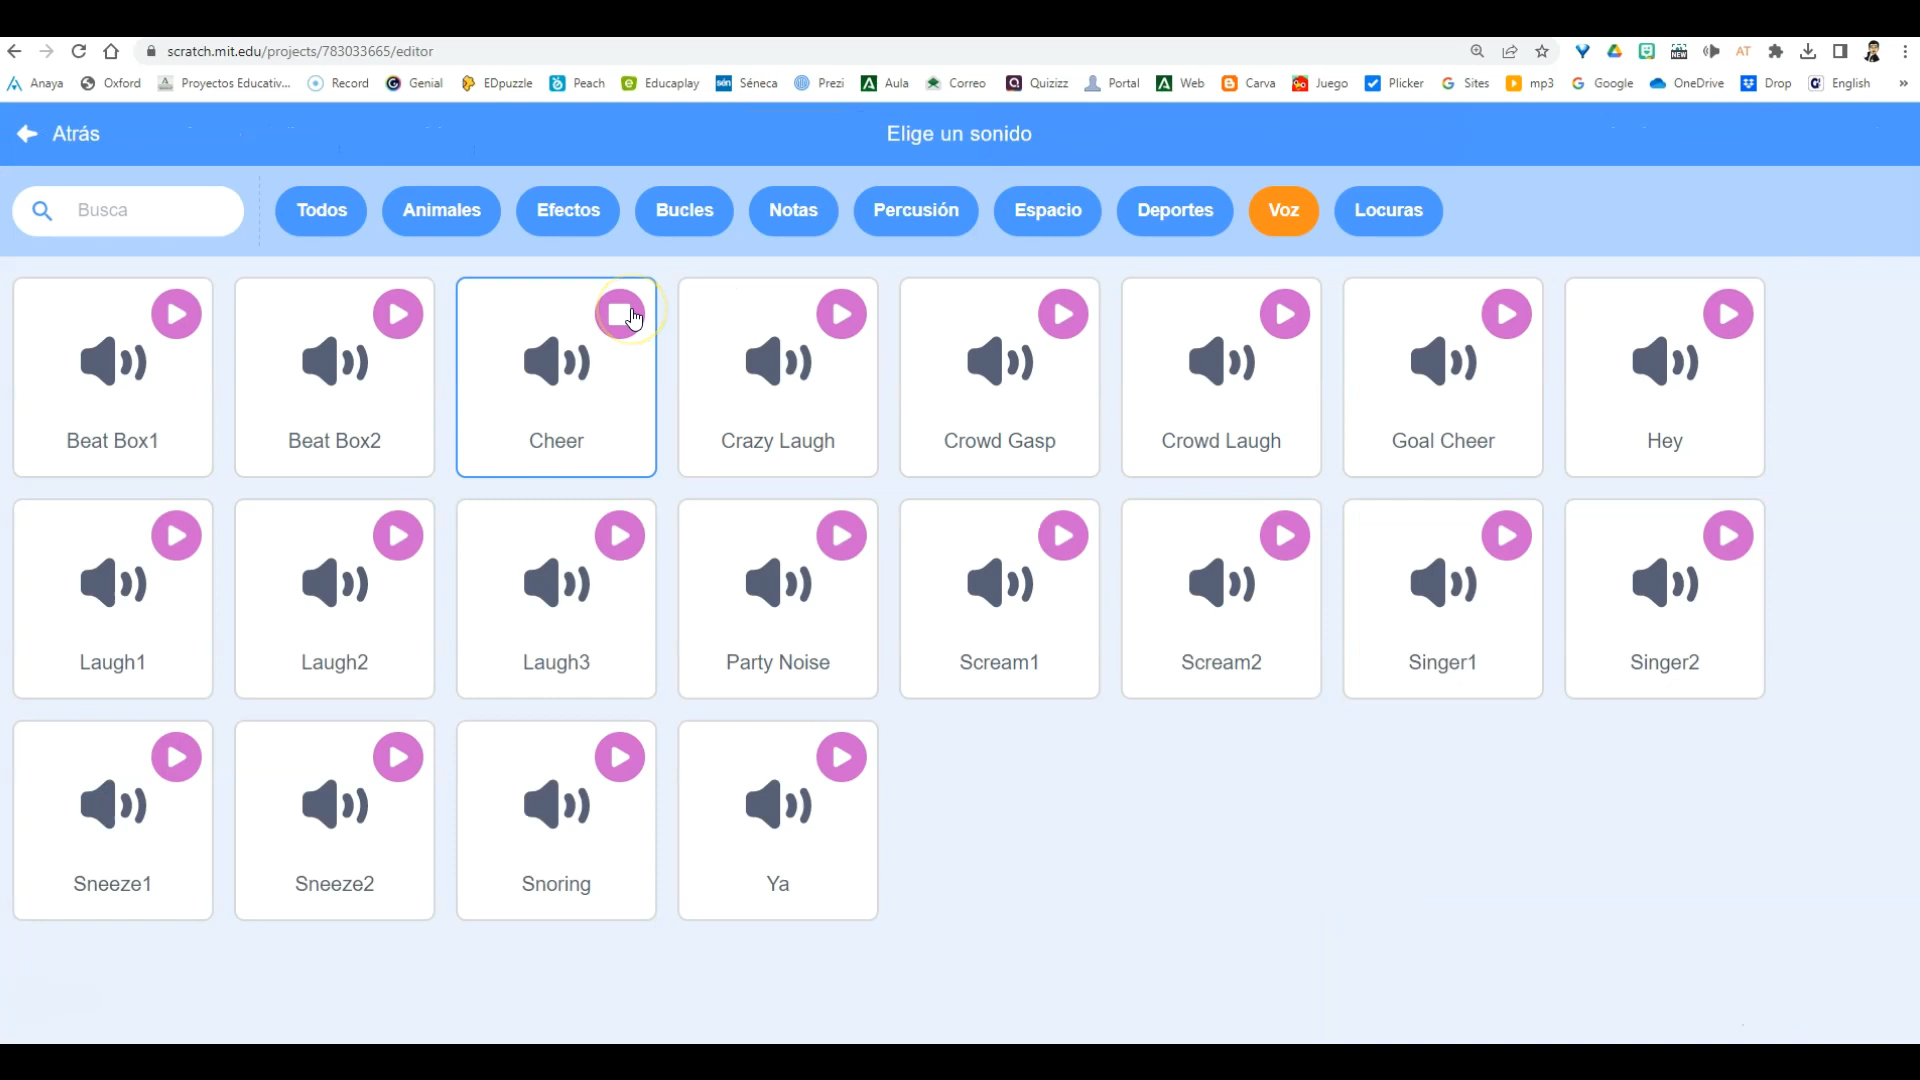 scratch.mit.edu/projects/783033665/editor
NEW AT
Anaya Oxford Proyectos Educativ... Record Genial EDpuzzle Peach Educaplay Séneca Prezi Aula Correo Quizizz Portal Web Carva Juego Plicker Sites mp3 Google OneDrive Drop English »
Atrás Elige un sonido
Busca Todos Animales Efectos Bucles Notas Percusión Espacio Deportes Voz Locuras
Beat Box1 Beat Box2 Cheer Crazy Laugh Crowd Gasp Crowd Laugh Goal Cheer Hey
Laugh1 Laugh2 Laugh3 Party Noise Scream1 Scream2 Singer1 Singer2
Sneeze1 Sneeze2 Snoring Ya